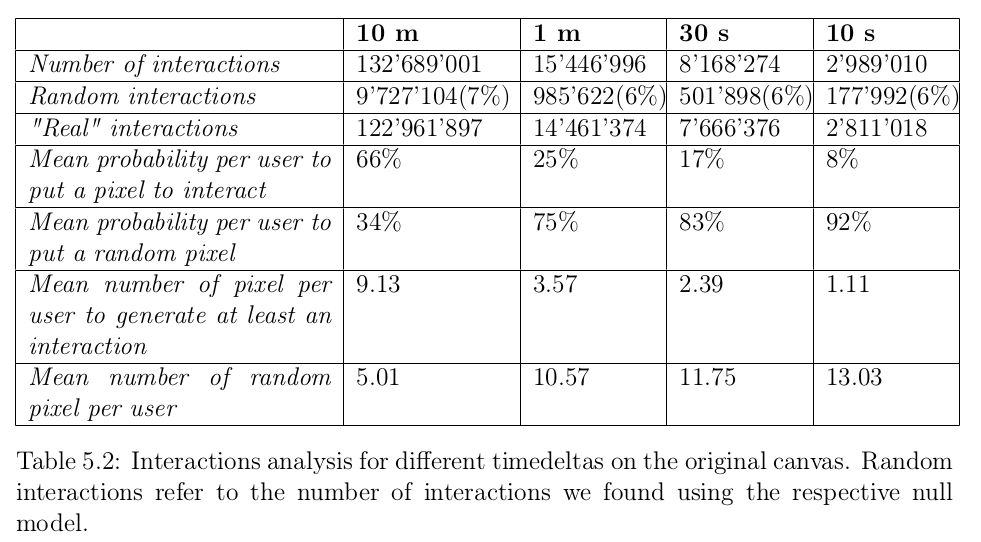 10 m 1 m 30 s 10 s
Number of interactions 132'689'001 15'446'996 8'168'274 2'989'010
Random interactions 9'727'104(7%) 985'622(6%) 501'898(6%) 177'992(6%)
"Real" interactions 122'961'897 14'461'374 7'666'376 2'811'018
Mean probability per user to 66% 25% 17% 8%
put a pixel to interact
Mean probability per user to 34% 75% 83% 92%
put a random pixel
Mean number of pixel per 9.13 3.57 2.39 1.11
user to generate at least an
interaction
Mean number of random 5.01 10.57 11.75 13.03
pixel per user
Table 5.2: Interactions analysis for different timedeltas on the original canvas. Random
interactions refer to the number of interactions we found using the respective null
model.